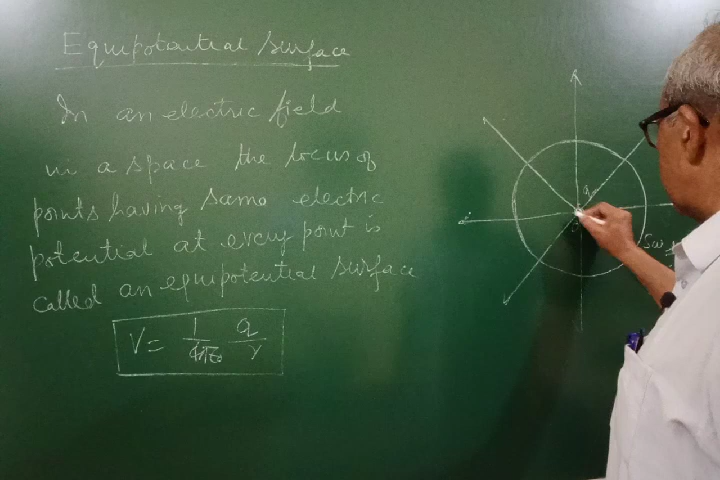 Equipotential Surface
In an electric field
in a space the locus of
points having same electric
potential at every point is
called an equipotential surface
V = 1/4πε₀ Q/r